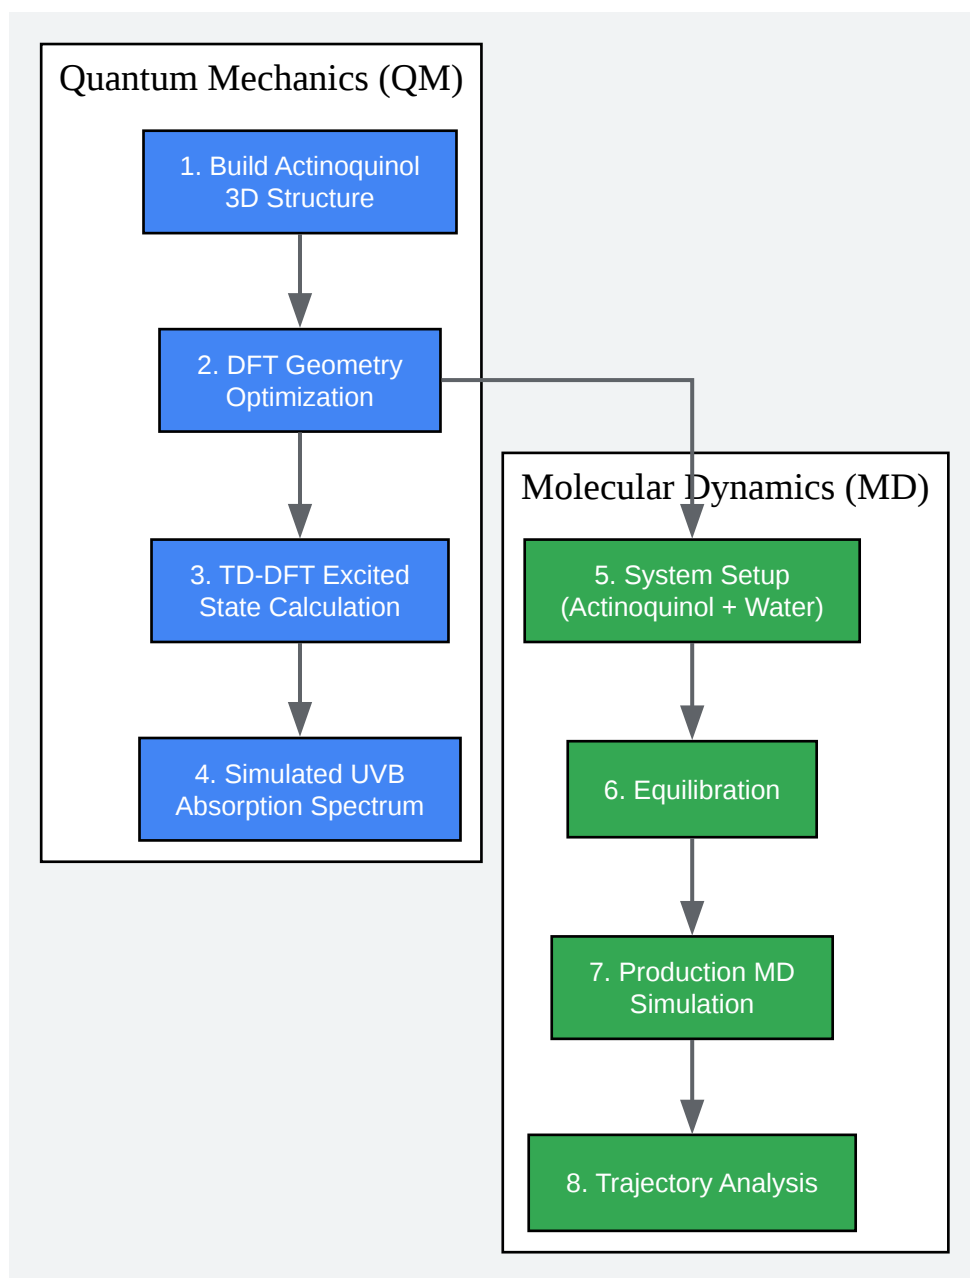 Quantum Mechanics (QM)
1. Build Actinoquinol
3D Structure
2. DFT Geometry
Optimization
3. TD-DFT Excited
State Calculation
4. Simulated UVB
Absorption Spectrum
Molecular Dynamics (MD)
5. System Setup
(Actinoquinol + Water)
6. Equilibration
7. Production MD
Simulation
8. Trajectory Analysis